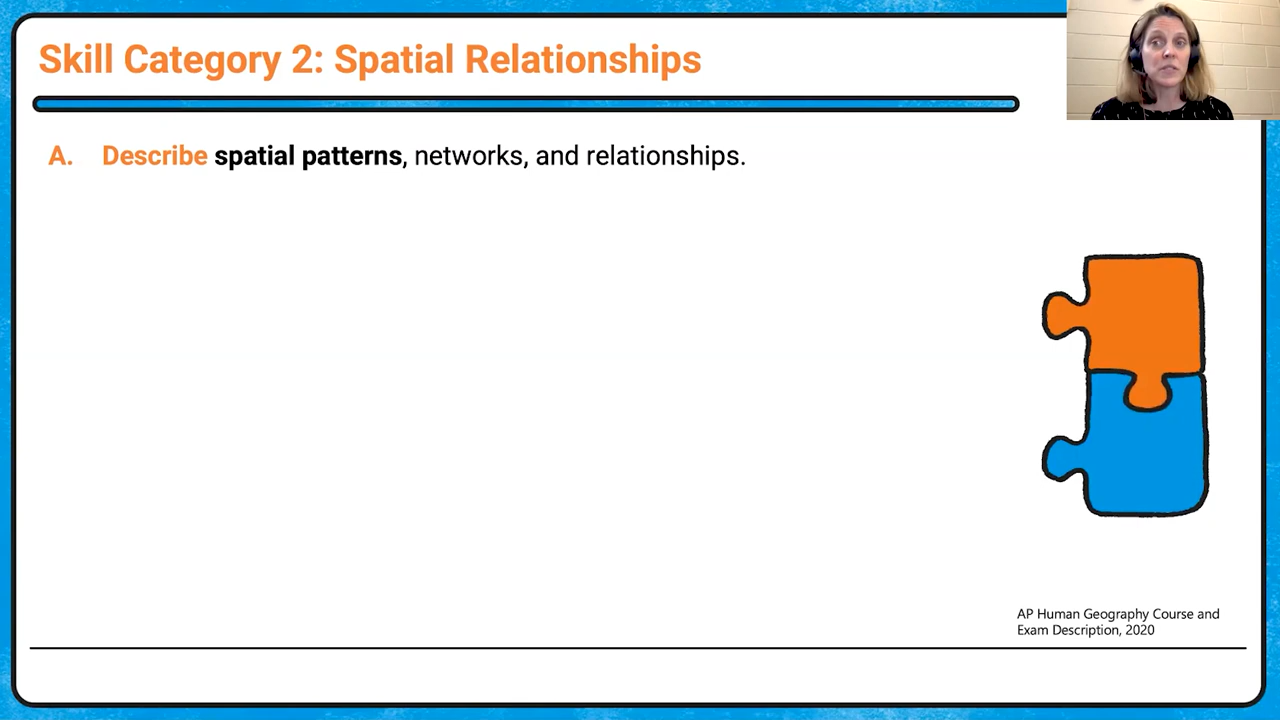 Skill Category 2: Spatial Relationships
A. Describe spatial patterns, networks, and relationships.
AP Human Geography Course and
Exam Description, 2020